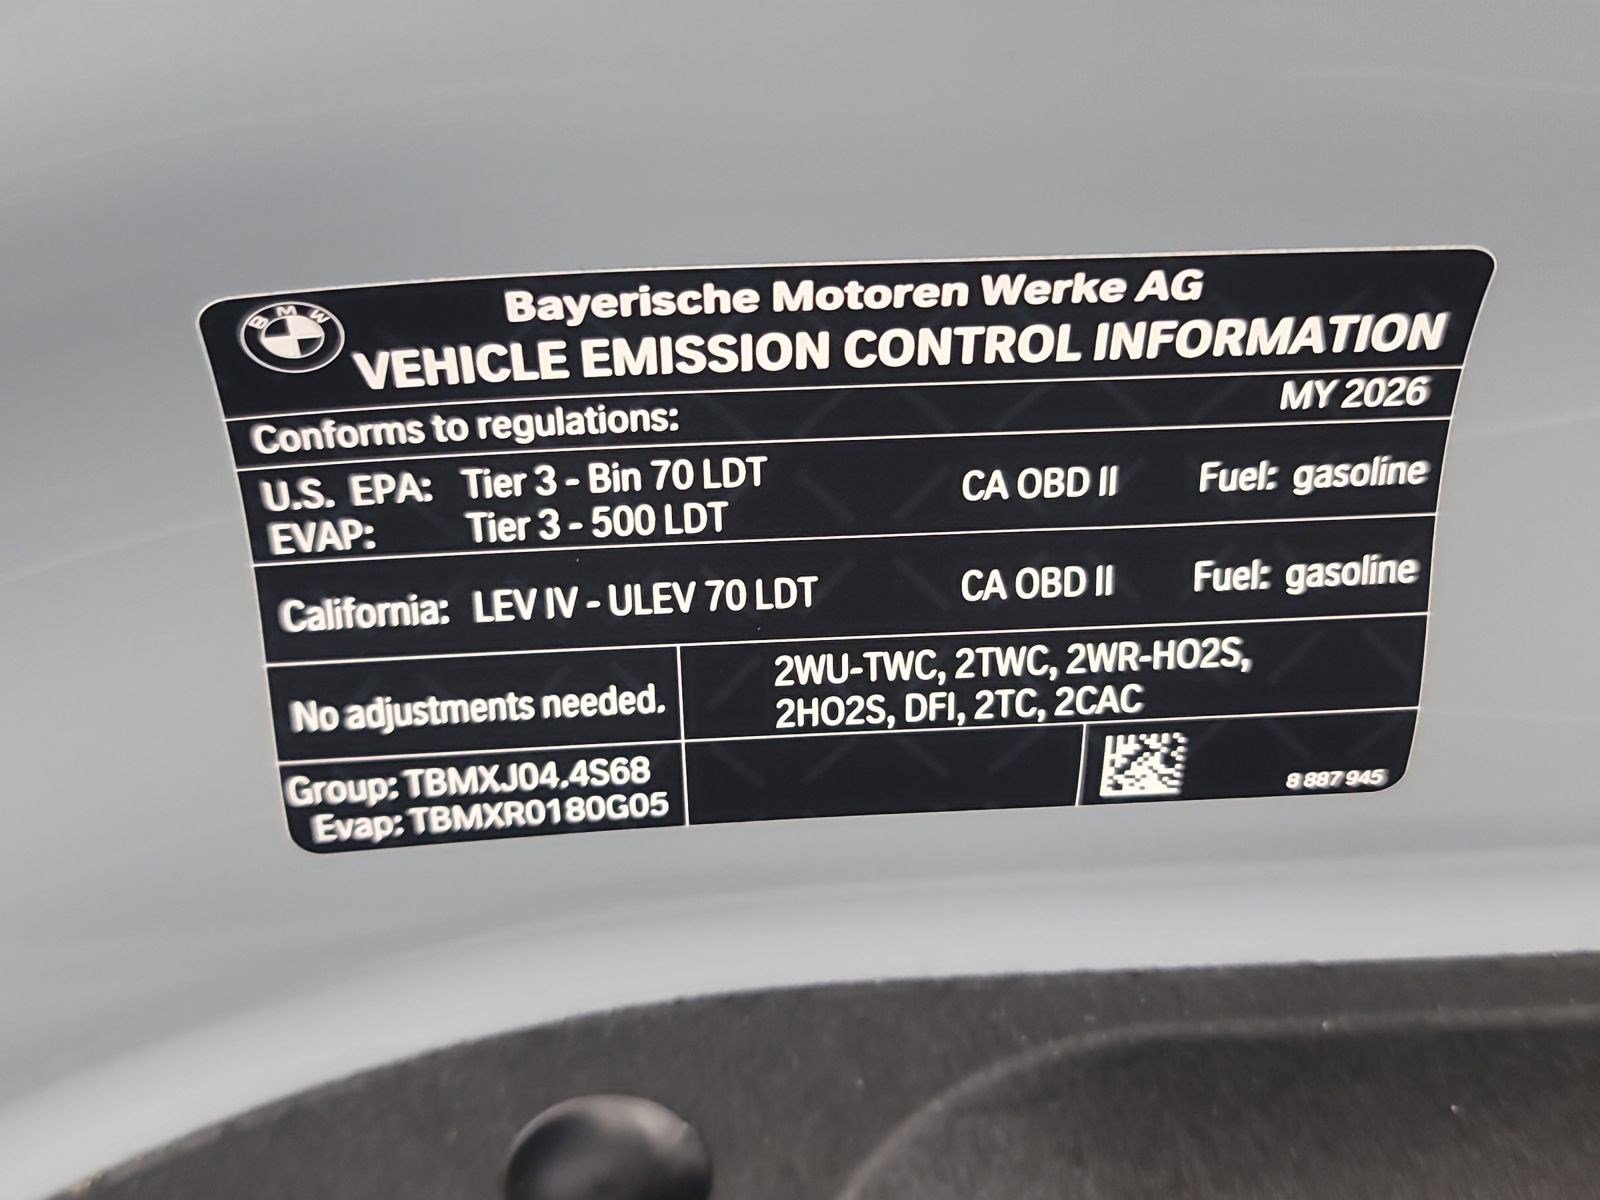 BMW
Bayerische Motoren Werke AG
VEHICLE EMISSION CONTROL INFORMATION
Conforms to regulations: MY 2026
U.S. EPA: Tier 3 - Bin 70 LDT CA OBD II Fuel: gasoline
EVAP: Tier 3 - 500 LDT
California: LEV IV - ULEV 70 LDT CA OBD II Fuel: gasoline
No adjustments needed.
2WU-TWC, 2TWC, 2WR-HO2S,
2HO2S, DFI, 2TC, 2CAC
Group: TBMXJ04.4S68
Evap: TBMXR0180G05
8 887 945